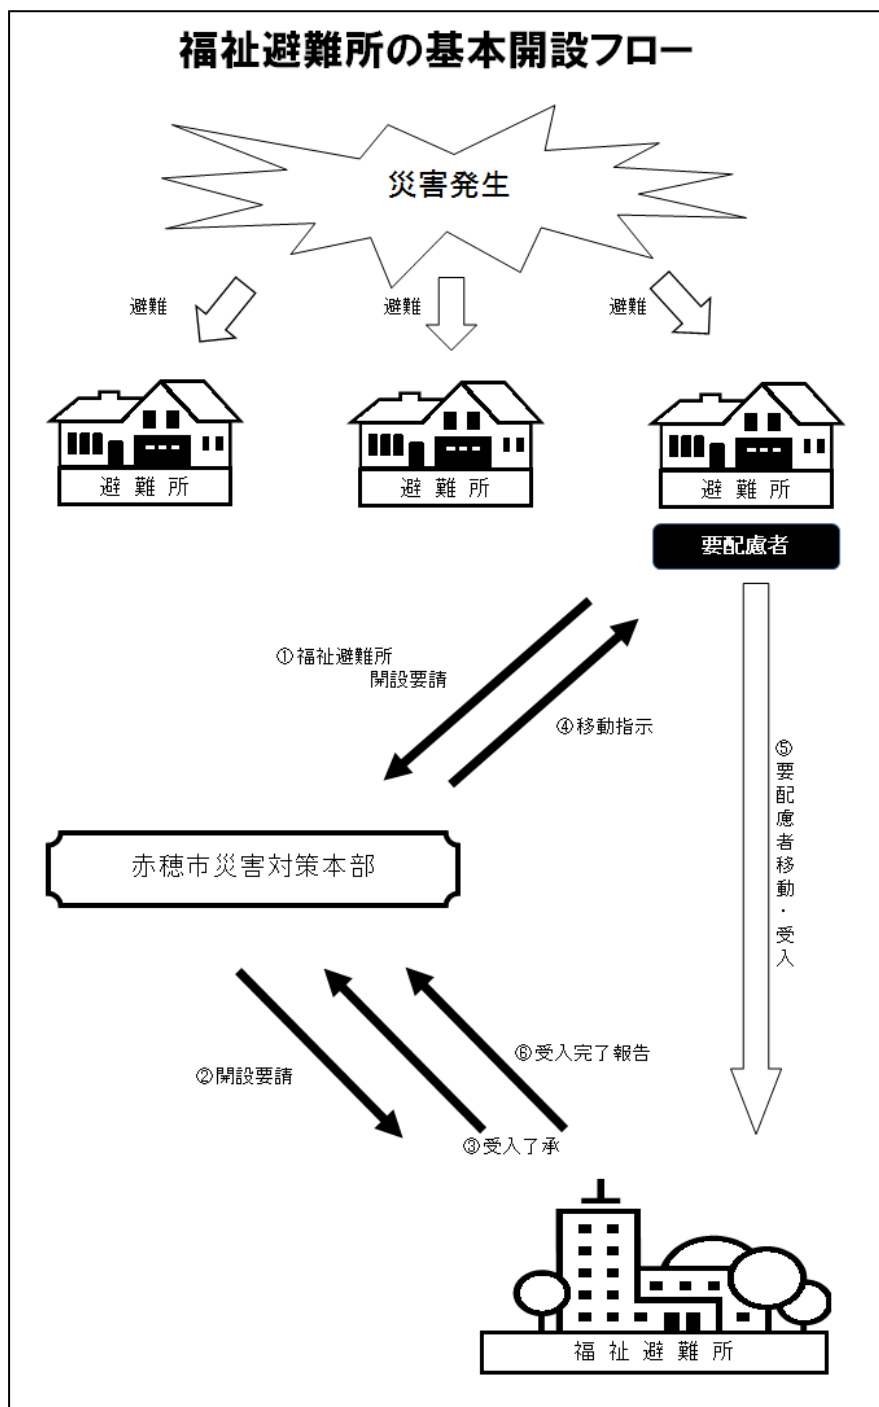 福祉避難所の基本開設フロー
災害発生
避難
避難
避難
避難所
避難所
避難所
要配慮者
①福祉避難所
開設要請
④移動指示
⑤要配慮者移動・受入
赤穂市災害対策本部
②開設要請
⑥受入完了報告
③受入了承
福祉避難所